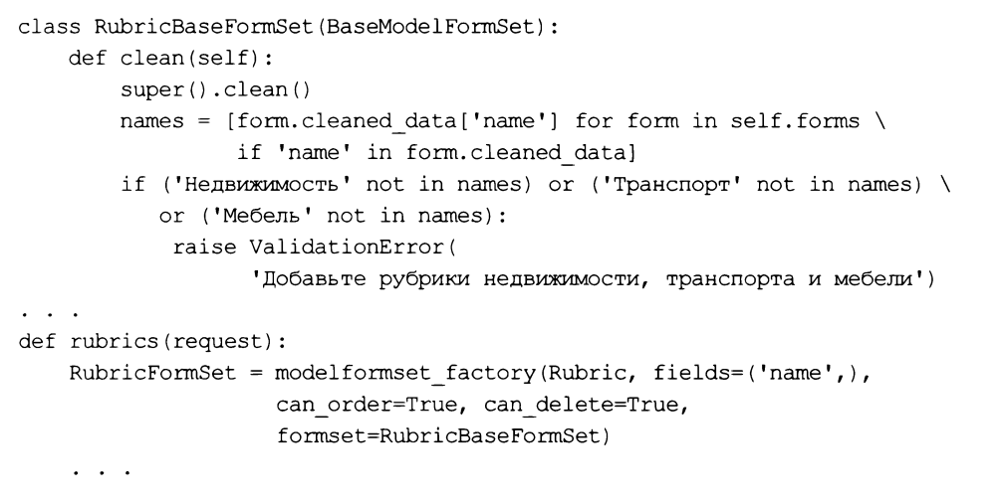 class RubricBaseFormSet(BaseModelFormSet):
    def clean(self):
        super().clean()
        names = [form.cleaned_data['name'] for form in self.forms \
                 if 'name' in form.cleaned_data]
        if ('Недвижимость' not in names) or ('Транспорт' not in names) \
           or ('Мебель' not in names):
            raise ValidationError(
                  'Добавьте рубрики недвижимости, транспорта и мебели')
. . .
def rubrics(request):
    RubricFormSet = modelformset_factory(Rubric, fields=('name',),
                    can_order=True, can_delete=True,
                    formset=RubricBaseFormSet)
    . . .